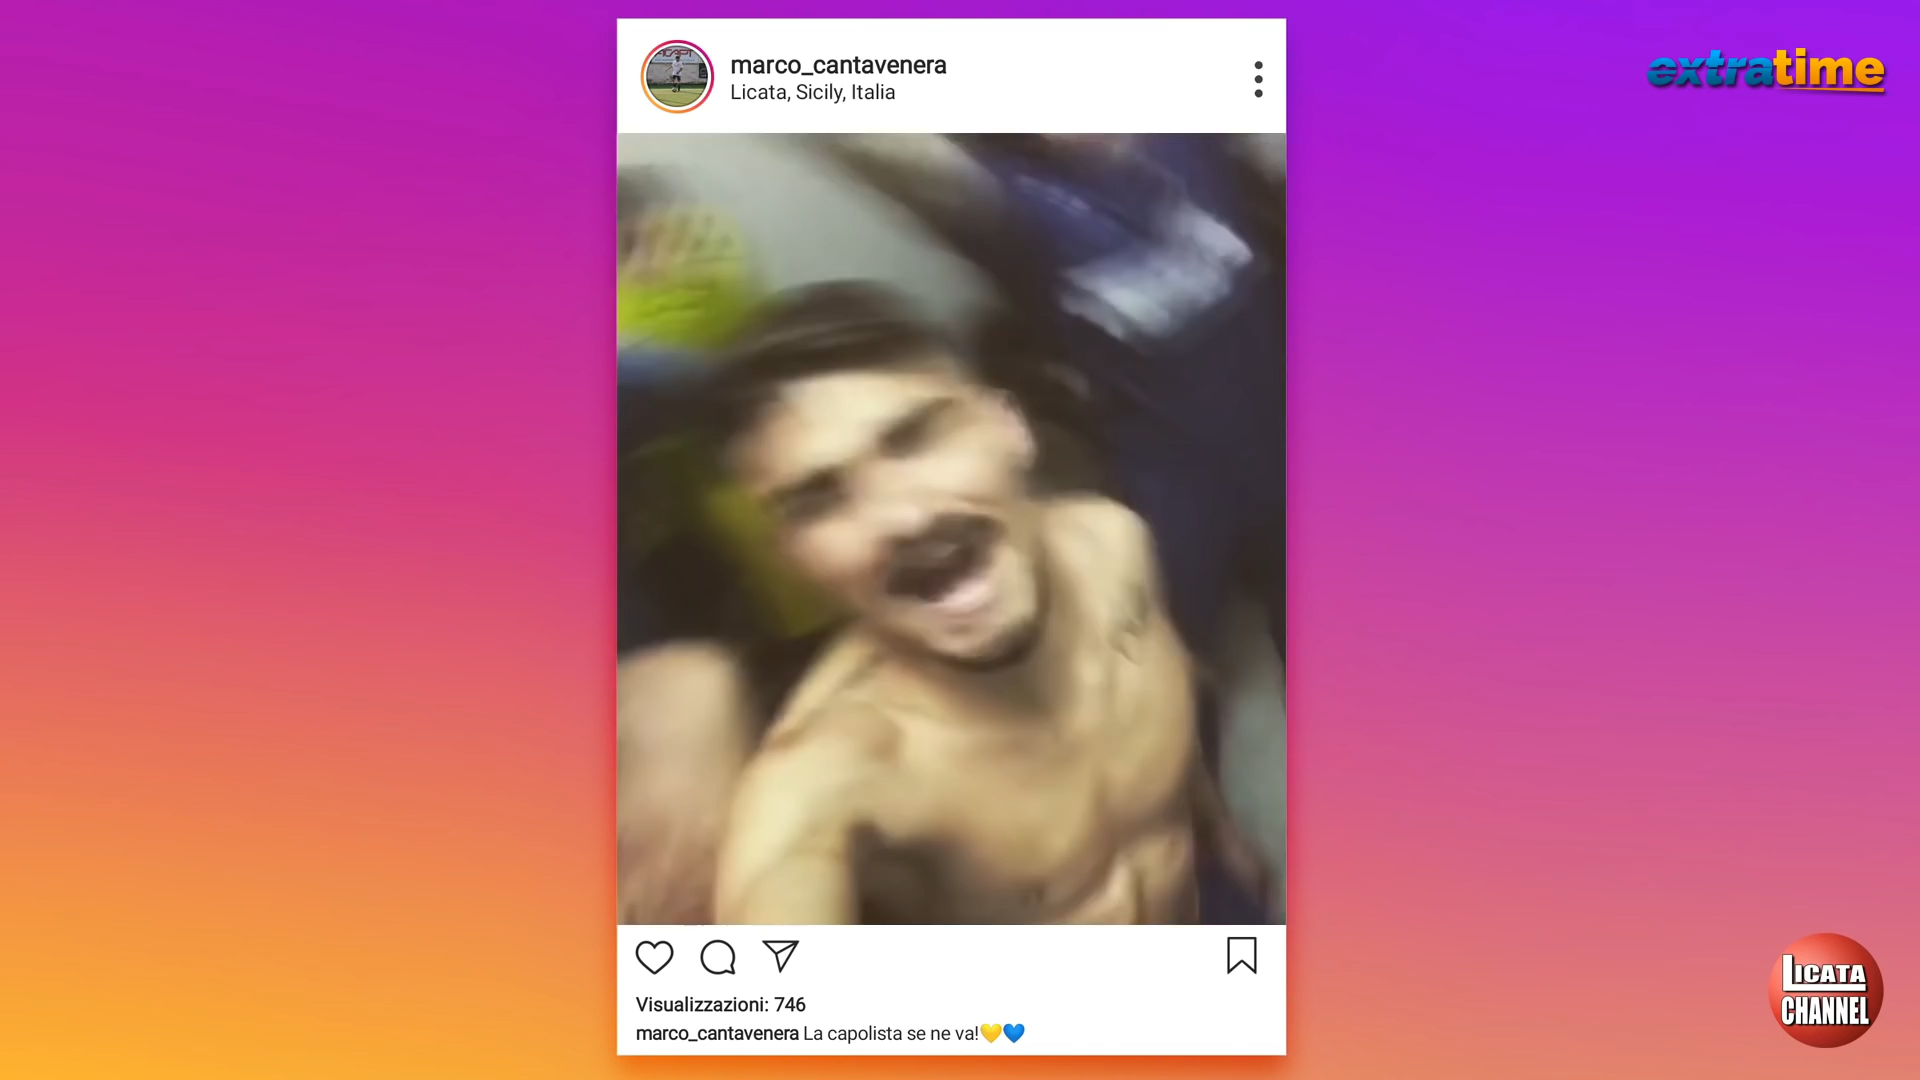 marco_cantavenera
Licata, Sicily, Italia
extratime
Visualizzazioni: 746
marco_cantavenera La capolista se ne va!💛💙
LICATA
CHANNEL